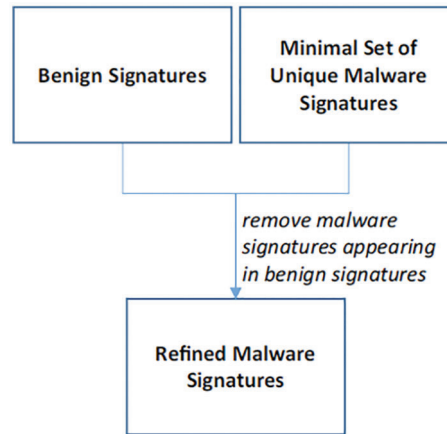 Benign Signatures
Minimal Set of
Unique Malware
Signatures
remove malware
signatures appearing
in benign signatures
Refined Malware
Signatures